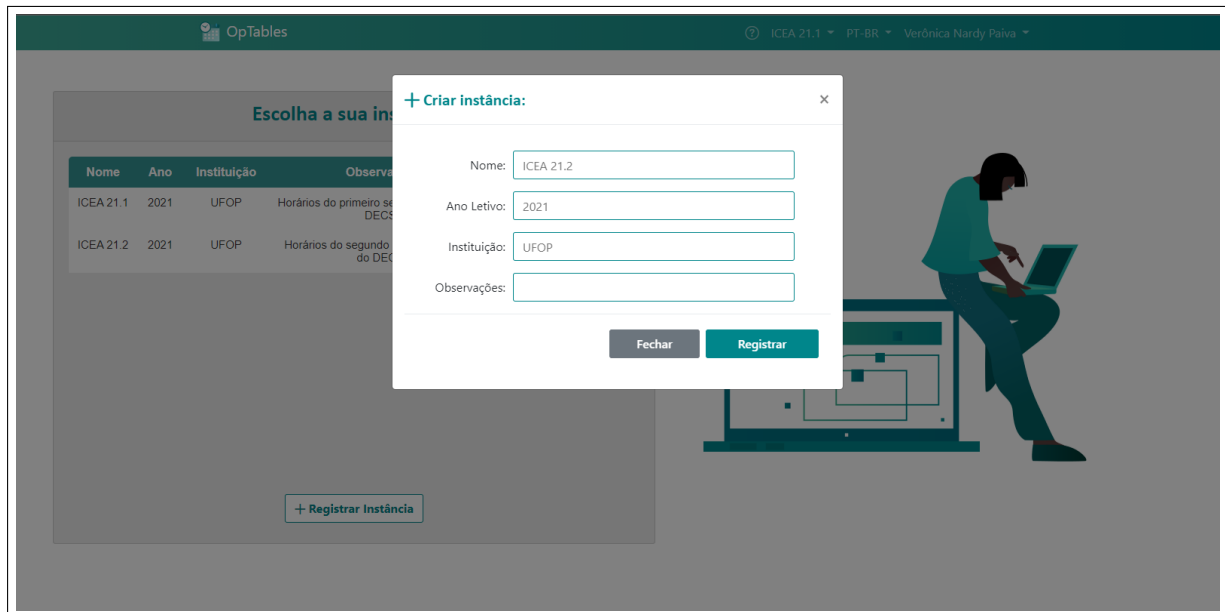 OpTables
ICEA 21.1 PT-BR Verônica Nardy Paiva
Escolha a sua ins
+ Criar instância: ×
Nome: ICEA 21.2
Ano Letivo: 2021
Instituição: UFOP
Observações:
Fechar Registrar
Nome Ano Instituição Observa
ICEA 21.1 2021 UFOP Horários do primeiro se
DECS
ICEA 21.2 2021 UFOP Horários do segundo
do DEC
+ Registrar Instância